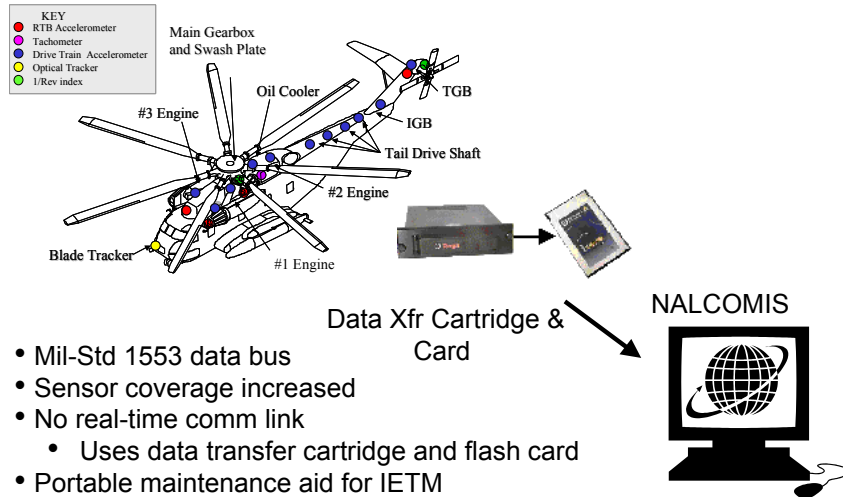 KEY
RTB Accelerometer
Tachometer
Drive Train Accelerometer
Optical Tracker
1/Rev index
Main Gearbox
and Swash Plate
Oil Cooler
#3 Engine
TGB
IGB
Tail Drive Shaft
#2 Engine
Blade Tracker
#1 Engine
Data Xfr Cartridge &
Card
NALCOMIS
• Mil-Std 1553 data bus
• Sensor coverage increased
• No real-time comm link
• Uses data transfer cartridge and flash card
• Portable maintenance aid for IETM